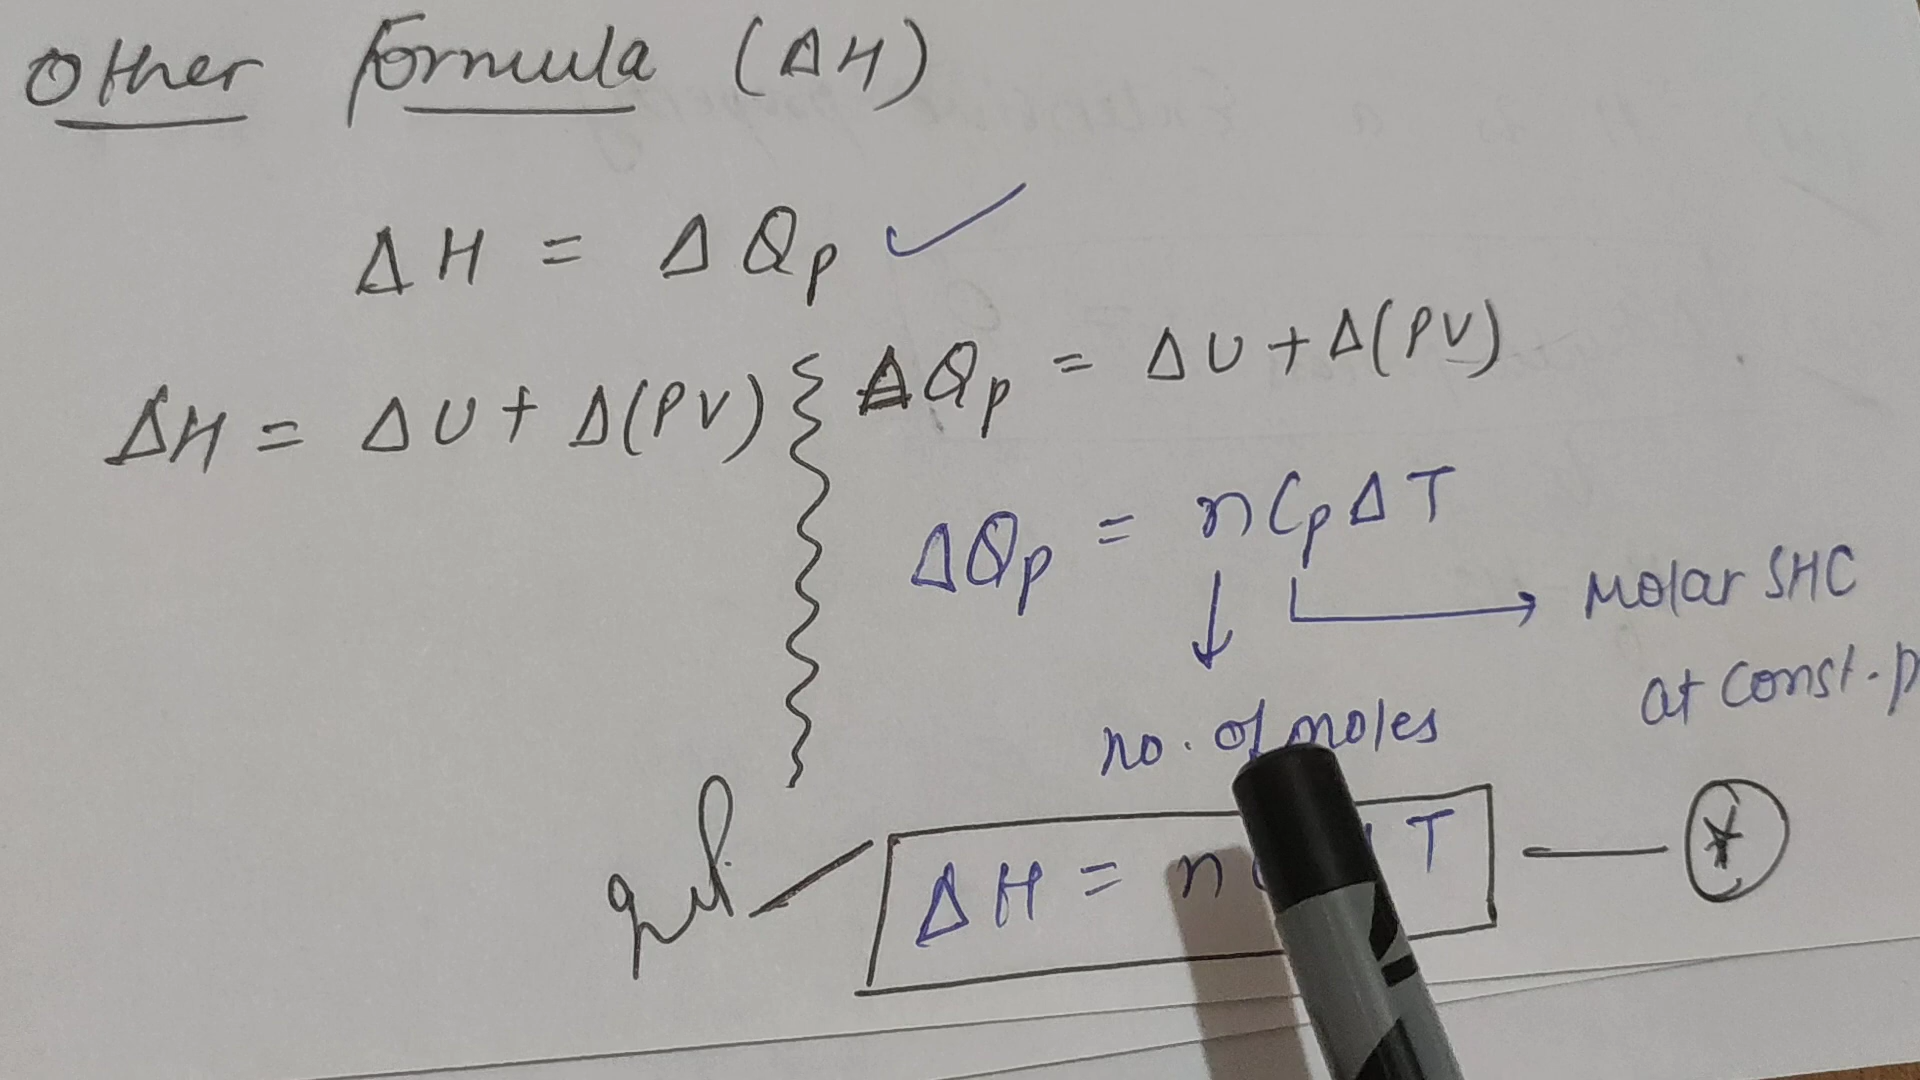 Other formula (ΔH)
ΔH = ΔQp ✓
ΔH = ΔU + Δ(PV)
ΔQp = ΔU + Δ(PV)
ΔQp = nCpΔT
Molar SHC
at const. p
no. of moles
ΔH = n T
*